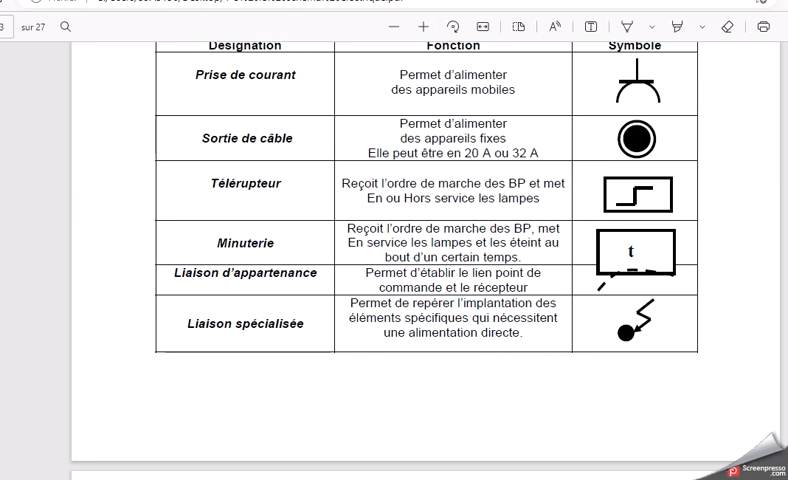 3 sur 27
Désignation Fonction Symbole
Prise de courant
Permet d'alimenter
des appareils mobiles
Sortie de câble
Permet d'alimenter
des appareils fixes
Elle peut être en 20 A ou 32 A
Télérupteur
Reçoit l'ordre de marche des BP et met
En ou Hors service les lampes
Minuterie
Reçoit l'ordre de marche des BP, met
En service les lampes et les éteint au
bout d'un certain temps.
t
Liaison d'appartenance
Permet d'établir le lien point de
commande et le récepteur
Liaison spécialisée
Permet de repérer l'implantation des
éléments spécifiques qui nécessitent
une alimentation directe.
Screenpresso
.com